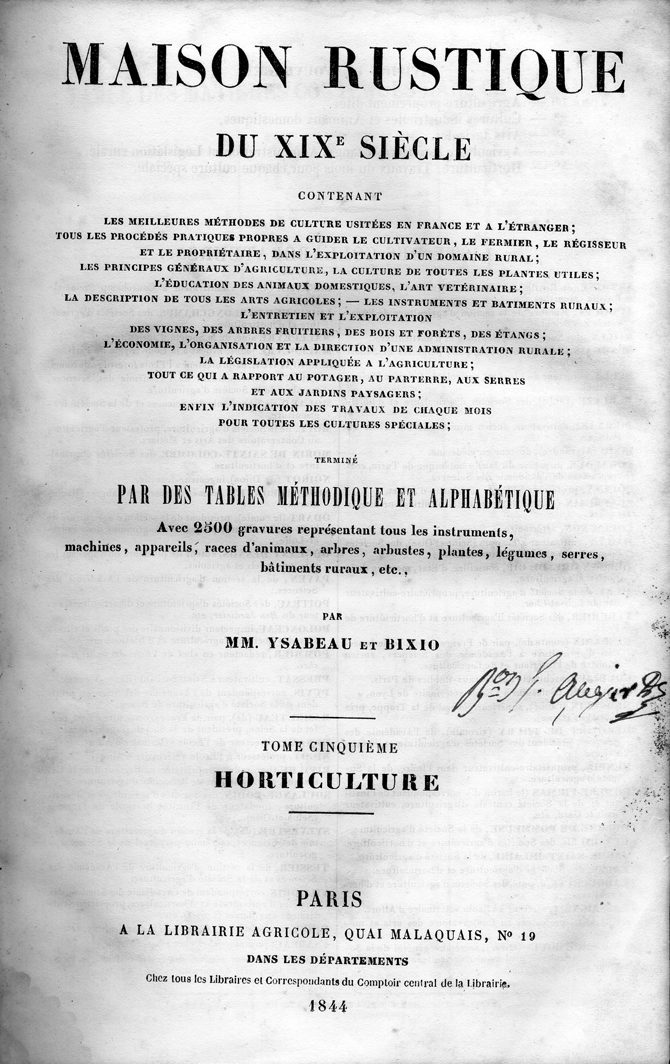 MAISON RUSTIQUE
DU XIXE SIÈCLE
CONTENANT
LES MEILLEURES MÉTHODES DE CULTURE USITÉES EN FRANCE ET A L'ÉTRANGER;
TOUS LES PROCÉDÉS PRATIQUES PROPRES A GUIDER LE CULTIVATEUR, LE FERMIER, LE RÉGISSEUR
ET LE PROPRIÉTAIRE, DANS L'EXPLOITATION D'UN DOMAINE RURAL;
LES PRINCIPES GÉNÉRAUX D'AGRICULTURE, LA CULTURE DE TOUTES LES PLANTES UTILES;
L'ÉDUCATION DES ANIMAUX DOMESTIQUES, L'ART VETÉRINAIRE;
LA DESCRIPTION DE TOUS LES ARTS AGRICOLES; — LES INSTRUMENTS ET BATIMENTS RURAUX;
L'ENTRETIEN ET L'EXPLOITATION
DES VIGNES, DES ARBRES FRUITIERS, DES BOIS ET FORÊTS, DES ÉTANGS;
L'ÉCONOMIE, L'ORGANISATION ET LA DIRECTION D'UNE ADMINISTRATION RURALE;
LA LÉGISLATION APPLIQUÉE A L'AGRICULTURE;
TOUT CE QUI A RAPPORT AU POTAGER, AU PARTERRE, AUX SERRES
ET AUX JARDINS PAYSAGERS;
ENFIN L'INDICATION DES TRAVAUX DE CHAQUE MOIS
POUR TOUTES LES CULTURES SPÉCIALES;
TERMINÉ
PAR DES TABLES MÉTHODIQUE ET ALPHABÉTIQUE
Avec 2500 gravures représentant tous les instruments,
machines, appareils, races d'animaux, arbres, arbustes, plantes, légumes, serres,
bâtiments ruraux, etc.,
PAR
MM. YSABEAU ET BIXIO
TOME CINQUIÈME
HORTICULTURE
PARIS
A LA LIBRAIRIE AGRICOLE, QUAI MALAQUAIS, No 19
DANS LES DÉPARTEMENTS
Chez tous les Libraires et Correspondants du Comptoir central de la Librairie.
1844